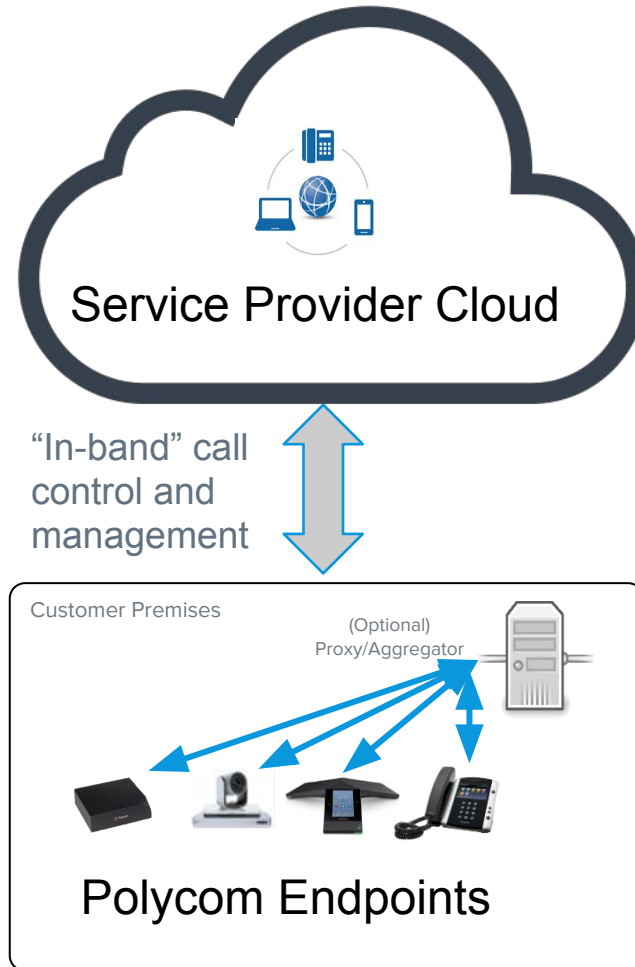 Service Provider Cloud
“In-band” call
control and
management
Customer Premises
(Optional)
Proxy/Aggregator
Polycom Endpoints